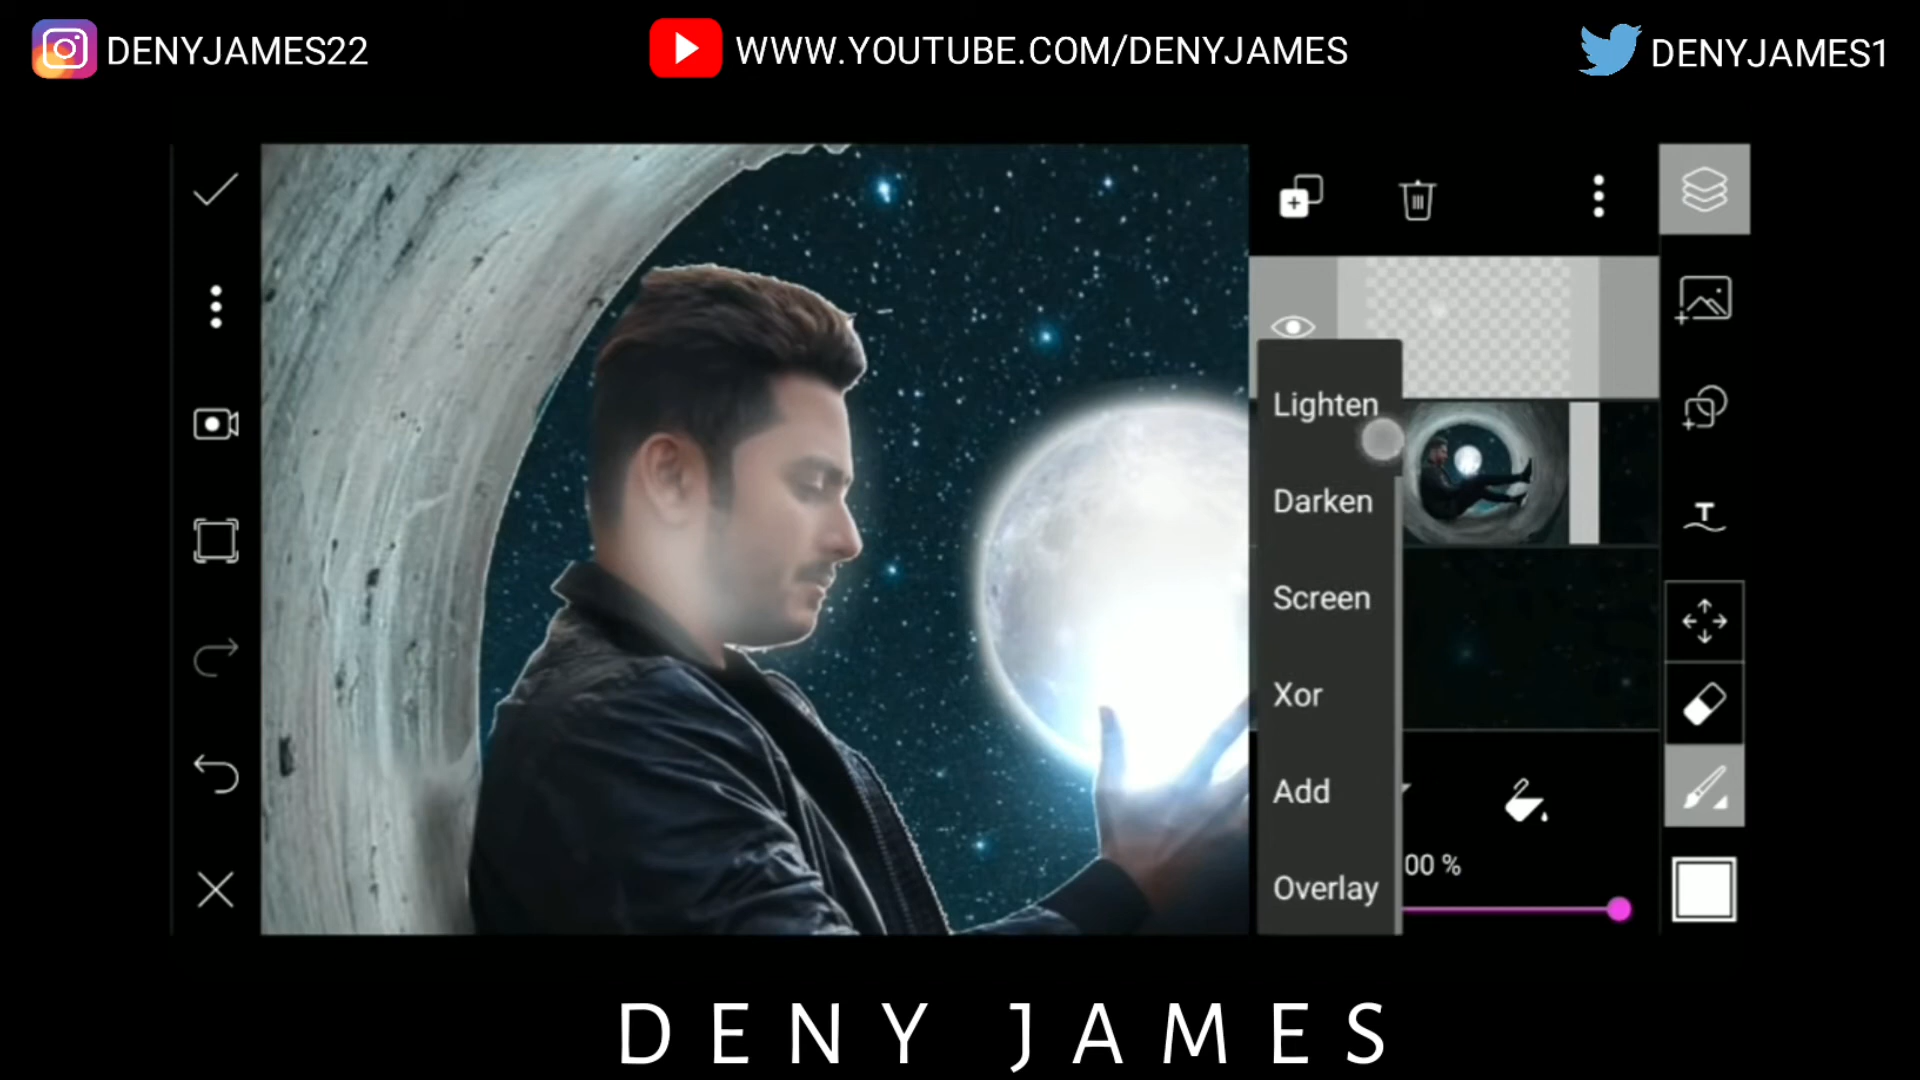 DENYJAMES22
WWW.YOUTUBE.COM/DENYJAMES
DENYJAMES1
Lighten
Darken
Screen
Xor
Add
Overlay
00 %
T
DENY JAMES